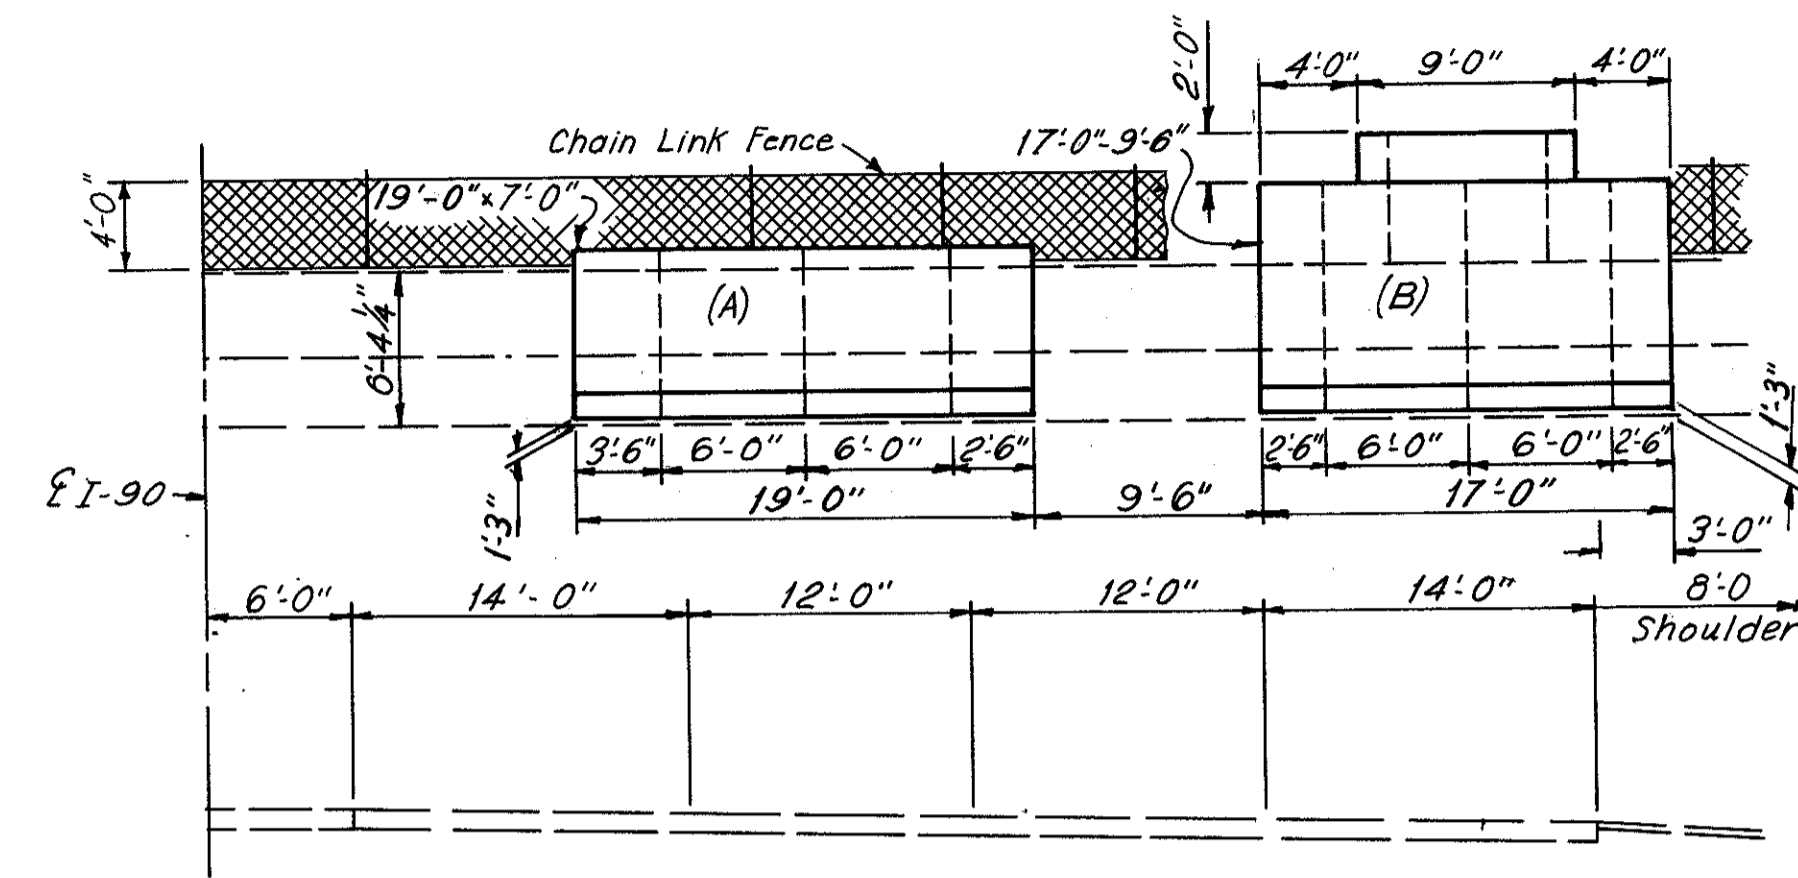 2'-0"
4'-0" 9'-0" 4'-0"
Chain Link Fence
17'-0"-9'-6"
4'-0"
19'-0" x 7'-0"
(A)
(B)
6'-4 1/4"
1'-3"
3'-6" 6'-0" 6'-0" 2'-6"
2'-6" 6'-0" 6'-0" 2'-6"
℄ I-90
19'-0"
9'-6"
17'-0"
1'-3"
3'-0"
6'-0" 14'-0" 12'-0" 12'-0" 14'-0" 8'-0
Shoulder